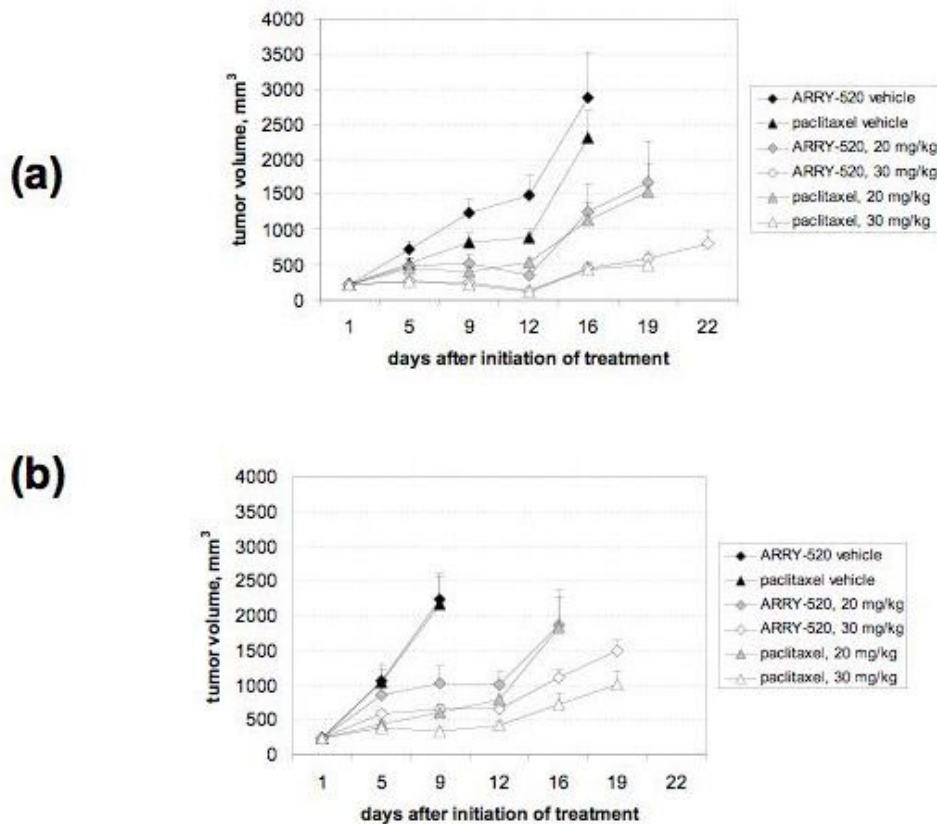 (a)
tumor volume, mm³
4000
3500
3000
2500
2000
1500
1000
500
0
1 5 9 12 16 19 22
days after initiation of treatment
ARRY-520 vehicle
paclitaxel vehicle
ARRY-520, 20 mg/kg
ARRY-520, 30 mg/kg
paclitaxel, 20 mg/kg
paclitaxel, 30 mg/kg
(b)
tumor volume, mm³
4000
3500
3000
2500
2000
1500
1000
500
0
1 5 9 12 16 19 22
days after initiation of treatment
ARRY-520 vehicle
paclitaxel vehicle
ARRY-520, 20 mg/kg
ARRY-520, 30 mg/kg
paclitaxel, 20 mg/kg
paclitaxel, 30 mg/kg